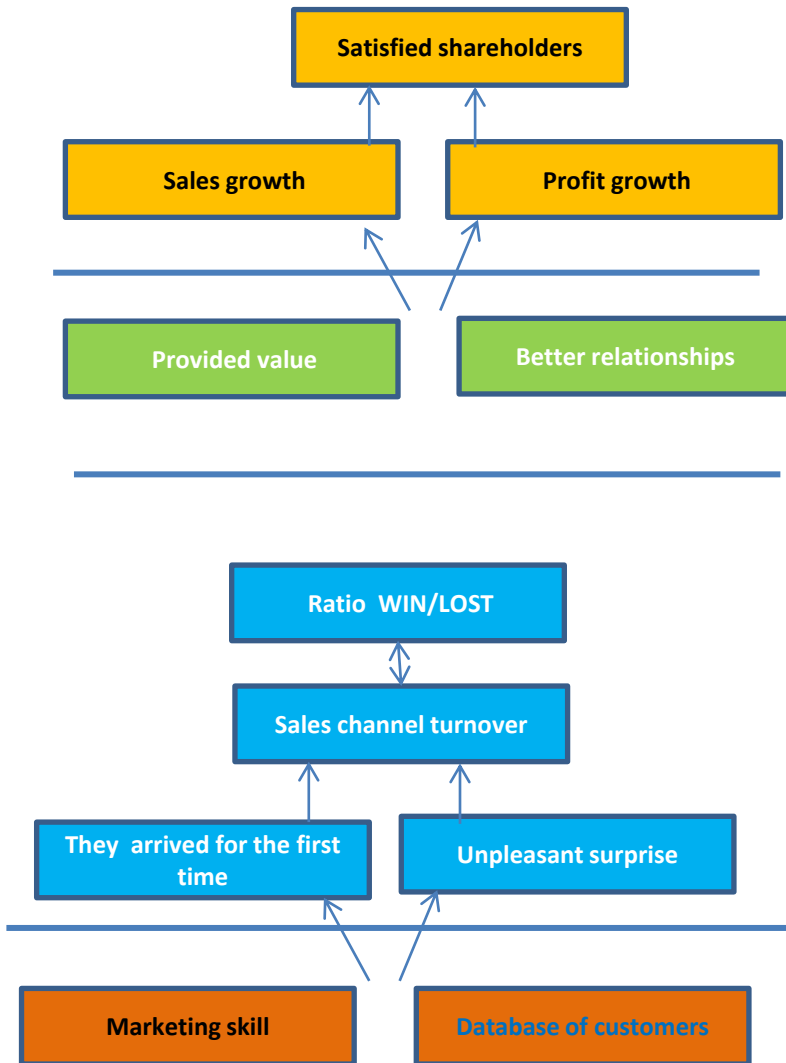 Satisfied shareholders
Sales growth
Profit growth
Provided value
Better relationships
Ratio  WIN/LOST
Sales channel turnover
They  arrived for the first
time
Unpleasant surprise
Marketing skill
Database of customers